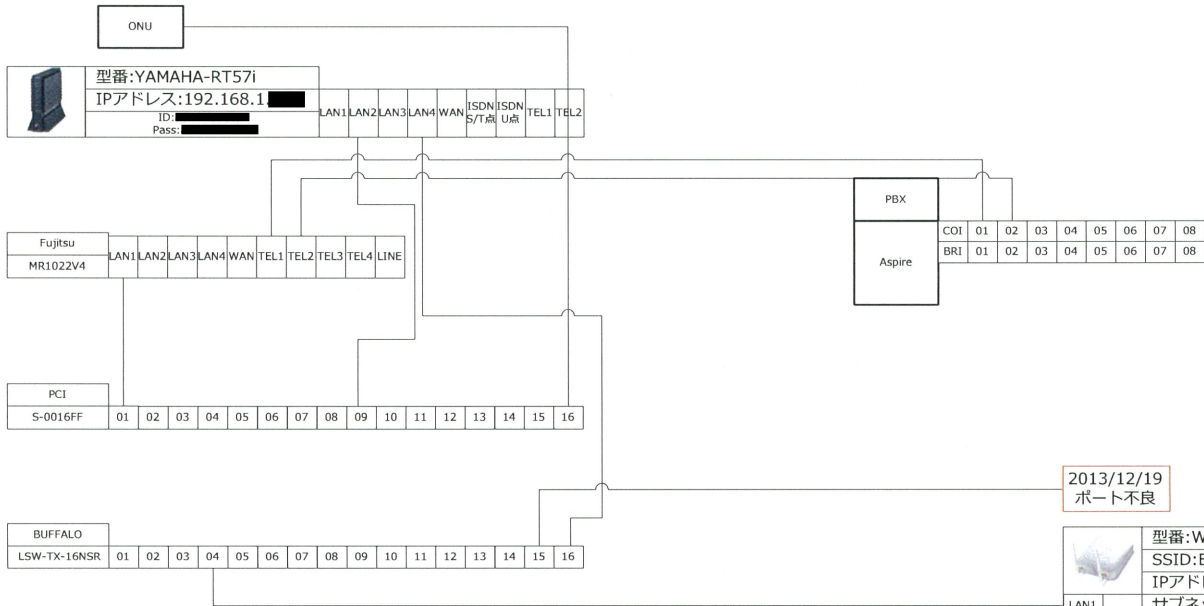 ONU
型番:YAMAHA-RT57i
IPアドレス:192.168.1.
ID:
Pass:
LAN1 LAN2 LAN3 LAN4 WAN ISDN S/T点 ISDN U点 TEL1 TEL2
PBX
Aspire
COI 01 02 03 04 05 06 07 08
BRI 01 02 03 04 05 06 07 08
Fujitsu
MR1022V4
LAN1 LAN2 LAN3 LAN4 WAN TEL1 TEL2 TEL3 TEL4 LINE
PCI
S-0016FF 01 02 03 04 05 06 07 08 09 10 11 12 13 14 15 16
2013/12/19
ポート不良
BUFFALO
LSW-TX-16NSR 01 02 03 04 05 06 07 08 09 10 11 12 13 14 15 16
型番:W
SSID:
IPアド
LAN1
サブネッ